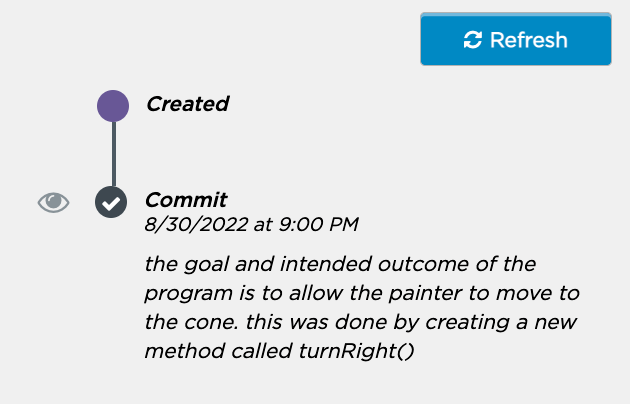 Refresh
Created
Commit
8/30/2022 at 9:00 PM
the goal and intended outcome of the
program is to allow the painter to move to
the cone. this was done by creating a new
method called turnRight()